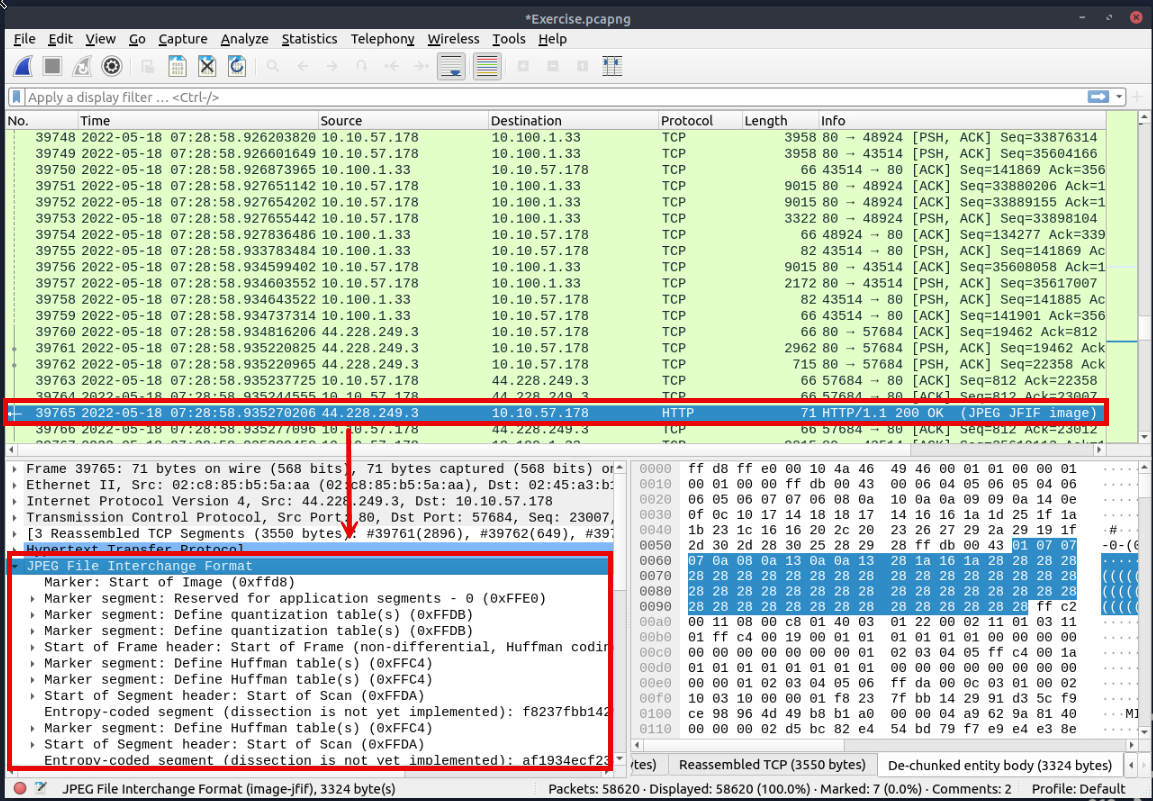 *Exercise.pcapng
File Edit View Go Capture Analyze Statistics Telephony Wireless Tools Help
Apply a display filter … <Ctrl-/>
No. Time Source Destination Protocol Length Info
39748 2022-05-18 07:28:58.926203820 10.10.57.178 10.100.1.33 TCP 3958 80 → 48924 [PSH, ACK] Seq=33876314
39749 2022-05-18 07:28:58.926601649 10.10.57.178 10.100.1.33 TCP 3958 80 → 43514 [PSH, ACK] Seq=35604166
39750 2022-05-18 07:28:58.926873965 10.100.1.33 10.10.57.178 TCP 66 43514 → 80 [ACK] Seq=141869 Ack=356
39751 2022-05-18 07:28:58.927651142 10.10.57.178 10.100.1.33 TCP 9015 80 → 48924 [ACK] Seq=33880206 Ack=1
39752 2022-05-18 07:28:58.927654202 10.10.57.178 10.100.1.33 TCP 9015 80 → 48924 [ACK] Seq=33889155 Ack=1
39753 2022-05-18 07:28:58.927655442 10.10.57.178 10.100.1.33 TCP 3322 80 → 48924 [PSH, ACK] Seq=33898104
39754 2022-05-18 07:28:58.927836486 10.100.1.33 10.10.57.178 TCP 66 48924 → 80 [ACK] Seq=134277 Ack=339
39755 2022-05-18 07:28:58.933783484 10.100.1.33 10.10.57.178 TCP 82 43514 → 80 [ACK] Seq=141869 Ac
39756 2022-05-18 07:28:58.934599402 10.10.57.178 10.100.1.33 TCP 9015 80 → 43514 [ACK] Seq=35608058 Ack=1
39757 2022-05-18 07:28:58.934603552 10.10.57.178 10.100.1.33 TCP 2172 80 → 43514 [PSH, ACK] Seq=35617007
39758 2022-05-18 07:28:58.934643522 10.100.1.33 10.10.57.178 TCP 82 43514 → 80 [PSH, ACK] Seq=141885 Ac
39759 2022-05-18 07:28:58.934737314 10.100.1.33 10.10.57.178 TCP 66 43514 → 80 [ACK] Seq=141901 Ack=356
39760 2022-05-18 07:28:58.934816206 44.228.249.3 10.10.57.178 TCP 66 80 → 57684 [ACK] Seq=19462 Ack=812
39761 2022-05-18 07:28:58.935220825 44.228.249.3 10.10.57.178 TCP 2962 80 → 57684 [PSH, ACK] Seq=19462 Ack
39762 2022-05-18 07:28:58.935220965 44.228.249.3 10.10.57.178 TCP 715 80 → 57684 [PSH, ACK] Seq=22358 Ack
39763 2022-05-18 07:28:58.935237725 10.10.57.178 44.228.249.3 TCP 66 57684 → 80 [ACK] Seq=812 Ack=22358
39764 2022-05-18 07:28:58.935244555 10.10.57.178 44.228.249.3 TCP 66 57684 → 80 [ACK] Seq=812 Ack=23007
39765 2022-05-18 07:28:58.935270206 44.228.249.3 10.10.57.178 HTTP 71 HTTP/1.1 200 OK (JPEG JFIF image)
39766 2022-05-18 07:28:58.935277096 10.10.57.178 44.228.249.3 TCP 66 57684 → 80 [ACK] Seq=812 Ack=23012
Frame 39765: 71 bytes on wire (568 bits), 71 bytes captured (568 bits) on
Ethernet II, Src: 02:c8:85:b5:5a:aa (02:c8:85:b5:5a:aa), Dst: 02:45:a3:b1
Internet Protocol Version 4, Src: 44.228.249.3, Dst: 10.10.57.178
Transmission Control Protocol, Src Port: 80, Dst Port: 57684, Seq: 23007,
[3 Reassembled TCP Segments (3550 bytes): #39761(2896), #39762(649), #397
Hypertext Transfer Protocol
JPEG File Interchange Format
Marker: Start of Image (0xffd8)
Marker segment: Reserved for application segments - 0 (0xFFE0)
Marker segment: Define quantization table(s) (0xFFDB)
Marker segment: Define quantization table(s) (0xFFDB)
Start of Frame header: Start of Frame (non-differential, Huffman codin
Marker segment: Define Huffman table(s) (0xFFC4)
Marker segment: Define Huffman table(s) (0xFFC4)
Start of Segment header: Start of Scan (0xFFDA)
Entropy-coded segment (dissection is not yet implemented): f8237fbb142
Marker segment: Define Huffman table(s) (0xFFC4)
Start of Segment header: Start of Scan (0xFFDA)
Entropy-coded segment (dissection is not yet implemented): af1934ecf23
0000 ff d8 ff e0 00 10 4a 46 49 46 00 01 01 00 00 01 ·····
0010 00 01 00 00 ff db 00 43 00 06 04 05 06 05 04 06 ·····
0020 06 05 06 07 07 06 08 0a 10 0a 0a 09 09 0a 14 0e
0030 0f 0c 10 17 14 18 18 17 14 16 16 1a 1d 25 1f 1a
0040 1b 23 1c 16 16 20 2c 20 23 26 27 29 2a 29 19 1f ·#··
0050 2d 30 2d 28 30 25 28 29 28 ff db 00 43 01 07 07 -0-(0
0060 07 0a 08 0a 13 0a 0a 13 28 1a 16 1a 28 28 28 28 ·····
0070 28 28 28 28 28 28 28 28 28 28 28 28 28 28 28 28 (((((
0080 28 28 28 28 28 28 28 28 28 28 28 28 28 28 28 28 (((((
0090 28 28 28 28 28 28 28 28 28 28 28 28 28 28 ff c2 (((((
00a0 00 11 08 00 c8 01 40 03 01 22 00 02 11 01 03 11 ·····
00b0 01 ff c4 00 19 00 01 01 01 01 01 01 00 00 00 00 ·····
00c0 00 00 00 00 00 00 00 01 02 03 04 05 ff c4 00 1a ·····
00d0 01 01 01 01 01 01 01 01 00 00 00 00 00 00 00 00 ·····
00e0 00 00 01 02 03 04 05 06 ff da 00 0c 03 01 00 02 ·····
00f0 10 03 10 00 00 01 f8 23 7f bb 14 29 91 d3 5c f9 ·····
0100 ce 98 96 4d 49 b8 b1 a0 00 00 04 a9 62 9a 81 40 ···MI
0110 00 00 00 02 d5 bc 82 e4 54 bd 79 f7 e9 e4 e3 8e ·····
ytes) Reassembled TCP (3550 bytes) De-chunked entity body (3324 bytes)
JPEG File Interchange Format (image-jfif), 3324 byte(s) Packets: 58620 · Displayed: 58620 (100.0%) · Marked: 7 (0.0%) · Comments: 2 Profile: Default